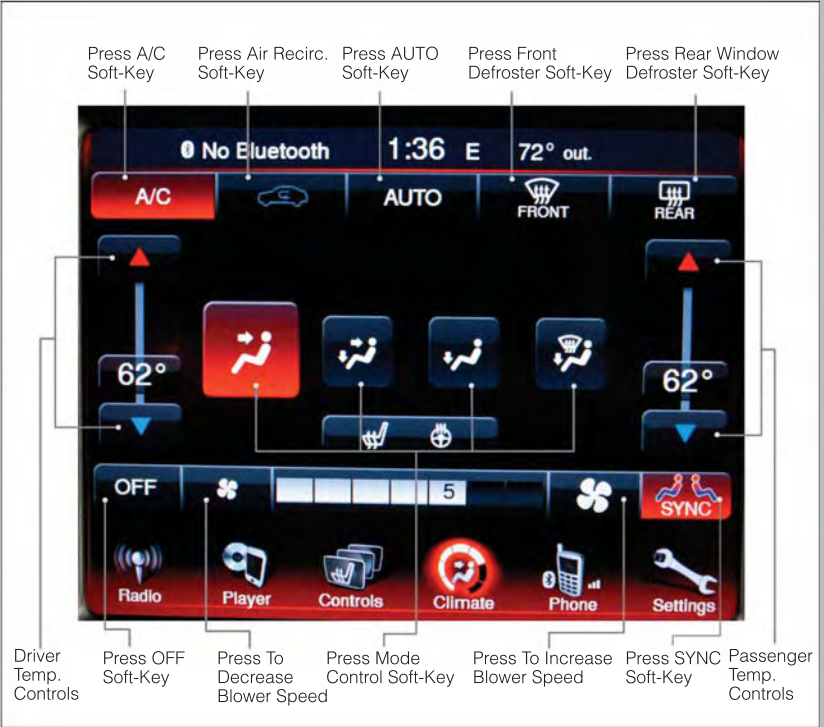 Press A/C
Soft-Key
Press Air Recirc.
Soft-Key
Press AUTO
Soft-Key
Press Front
Defroster Soft-Key
Press Rear Window
Defroster Soft-Key
No Bluetooth 1:36 E 72° out.
A/C AUTO FRONT REAR
62° 62°
OFF 5 SYNC
Radio Player Controls Climate Phone Settings
Driver
Temp.
Controls
Press OFF
Soft-Key
Press To
Decrease
Blower Speed
Press Mode
Control Soft-Key
Press To Increase
Blower Speed
Press SYNC
Soft-Key
Passenger
Temp.
Controls